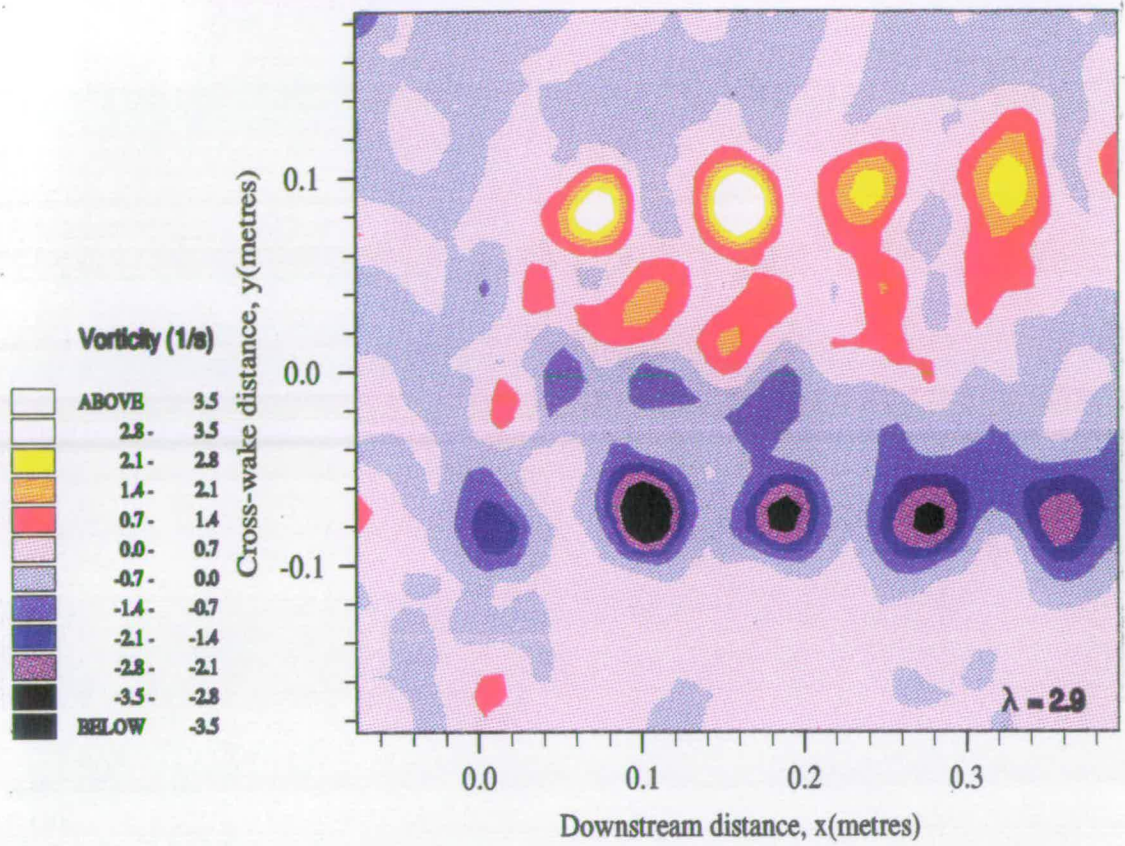 0.1
0.0
-0.1
Cross-wake distance, y(metres)
Vorticity (1/s)
ABOVE 3.5
2.8 - 3.5
2.1 - 2.8
1.4 - 2.1
0.7 - 1.4
0.0 - 0.7
-0.7 - 0.0
-1.4 - -0.7
-2.1 - -1.4
-2.8 - -2.1
-3.5 - -2.8
BELOW -3.5
λ = 2.9
0.0 0.1 0.2 0.3
Downstream distance, x(metres)